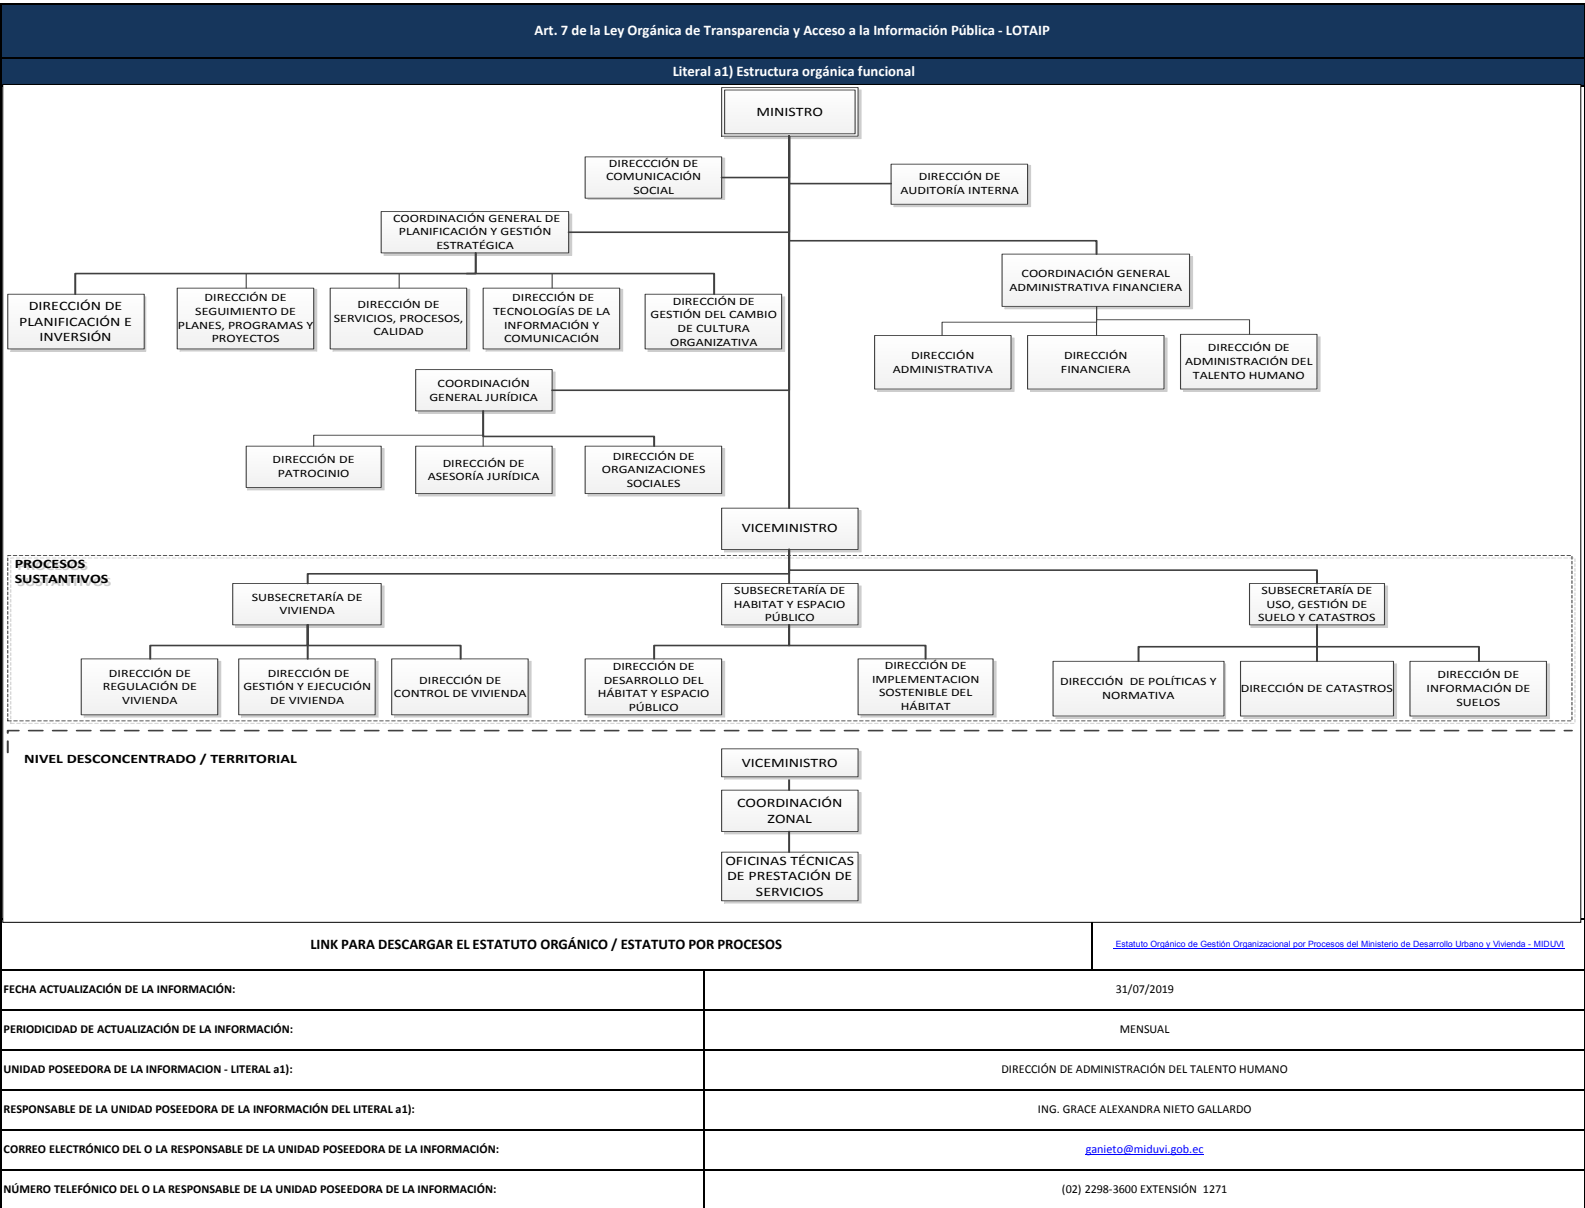 Art. 7 de la Ley Orgánica de Transparencia y Acceso a la Información Pública - LOTAIP
Literal a1) Estructura orgánica funcional
MINISTRO
DIRECCCIÓN DE
COMUNICACIÓN
SOCIAL
DIRECCIÓN DE
AUDITORÍA INTERNA
COORDINACIÓN GENERAL DE
PLANIFICACIÓN Y GESTIÓN
ESTRATÉGICA
COORDINACIÓN GENERAL
ADMINISTRATIVA FINANCIERA
DIRECCIÓN DE
PLANIFICACIÓN E
INVERSIÓN
DIRECCIÓN DE
SEGUIMIENTO DE
PLANES, PROGRAMAS Y
PROYECTOS
DIRECCIÓN DE
SERVICIOS, PROCESOS,
CALIDAD
DIRECCIÓN DE
TECNOLOGÍAS DE LA
INFORMACIÓN Y
COMUNICACIÓN
DIRECCIÓN DE
GESTIÓN DEL CAMBIO
DE CULTURA
ORGANIZATIVA
DIRECCIÓN
ADMINISTRATIVA
DIRECCIÓN
FINANCIERA
DIRECCIÓN DE
ADMINISTRACIÓN DEL
TALENTO HUMANO
COORDINACIÓN
GENERAL JURÍDICA
DIRECCIÓN DE
PATROCINIO
DIRECCIÓN DE
ASESORÍA JURÍDICA
DIRECCIÓN DE
ORGANIZACIONES
SOCIALES
VICEMINISTRO
PROCESOS
SUSTANTIVOS
SUBSECRETARÍA DE
VIVIENDA
SUBSECRETARÍA DE
HABITAT Y ESPACIO
PÚBLICO
SUBSECRETARÍA DE
USO, GESTIÓN DE
SUELO Y CATASTROS
DIRECCIÓN DE
REGULACIÓN DE
VIVIENDA
DIRECCIÓN DE
GESTIÓN Y EJECUCIÓN
DE VIVIENDA
DIRECCIÓN DE
CONTROL DE VIVIENDA
DIRECCIÓN DE
DESARROLLO DEL
HÁBITAT Y ESPACIO
PÚBLICO
DIRECCIÓN DE
IMPLEMENTACION
SOSTENIBLE DEL
HÁBITAT
DIRECCIÓN  DE POLÍTICAS Y
NORMATIVA
DIRECCIÓN DE CATASTROS
DIRECCIÓN DE
INFORMACIÓN DE
SUELOS
NIVEL DESCONCENTRADO / TERRITORIAL
VICEMINISTRO
COORDINACIÓN
ZONAL
OFICINAS TÉCNICAS
DE PRESTACIÓN DE
SERVICIOS
LINK PARA DESCARGAR EL ESTATUTO ORGÁNICO / ESTATUTO POR PROCESOS
Estatuto Orgánico de Gestión Organizacional por Procesos del Ministerio de Desarrollo Urbano y Vivienda - MIDUVI
FECHA ACTUALIZACIÓN DE LA INFORMACIÓN:
31/07/2019
PERIODICIDAD DE ACTUALIZACIÓN DE LA INFORMACIÓN:
MENSUAL
UNIDAD POSEEDORA DE LA INFORMACION - LITERAL a1):
DIRECCIÓN DE ADMINISTRACIÓN DEL TALENTO HUMANO
RESPONSABLE DE LA UNIDAD POSEEDORA DE LA INFORMACIÓN DEL LITERAL a1):
ING. GRACE ALEXANDRA NIETO GALLARDO
CORREO ELECTRÓNICO DEL O LA RESPONSABLE DE LA UNIDAD POSEEDORA DE LA INFORMACIÓN:
ganieto@miduvi.gob.ec
NÚMERO TELEFÓNICO DEL O LA RESPONSABLE DE LA UNIDAD POSEEDORA DE LA INFORMACIÓN:
(02) 2298-3600 EXTENSIÓN  1271